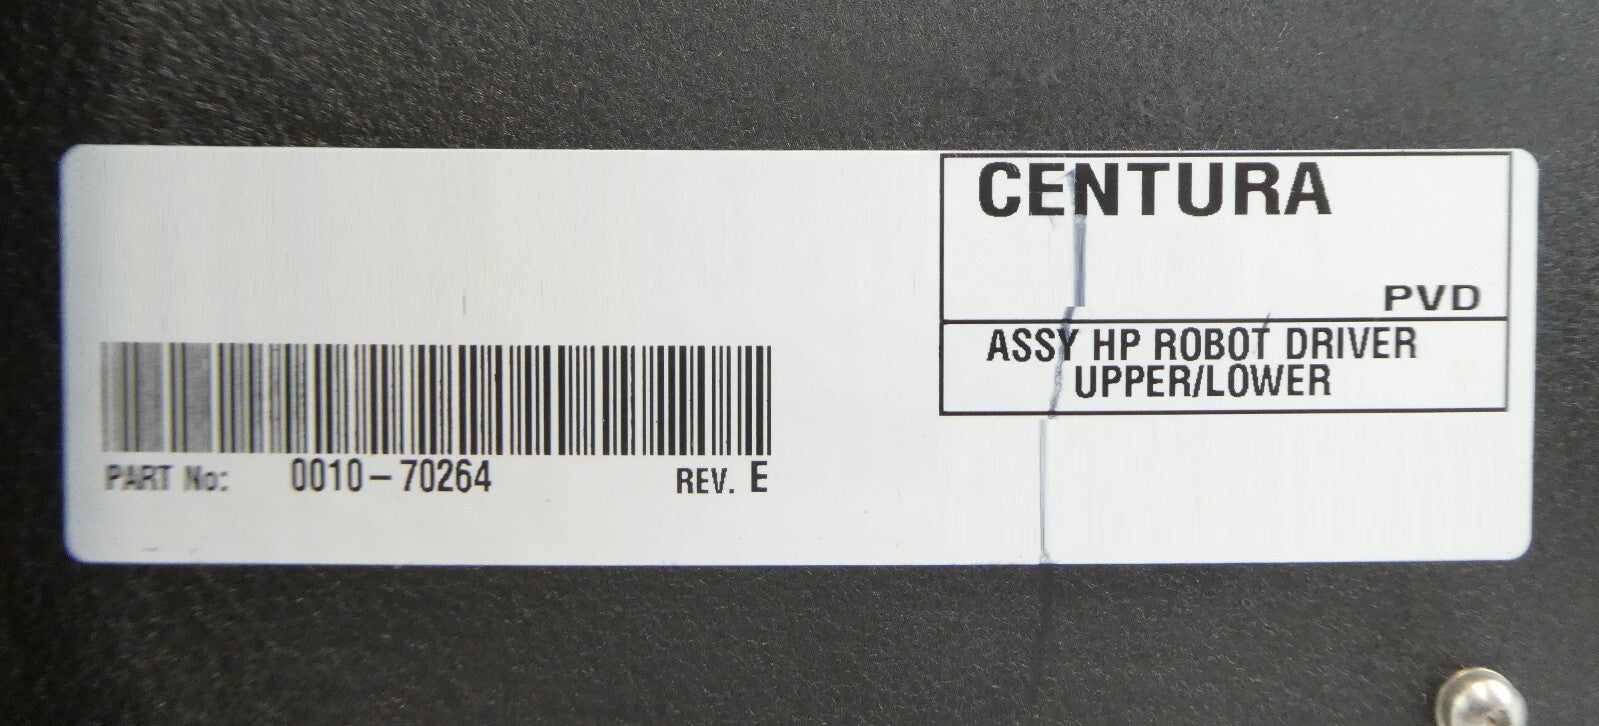 CENTURA
PVD
ASSY HP ROBOT DRIVER
UPPER/LOWER
PART No: 0010-70264 REV. E